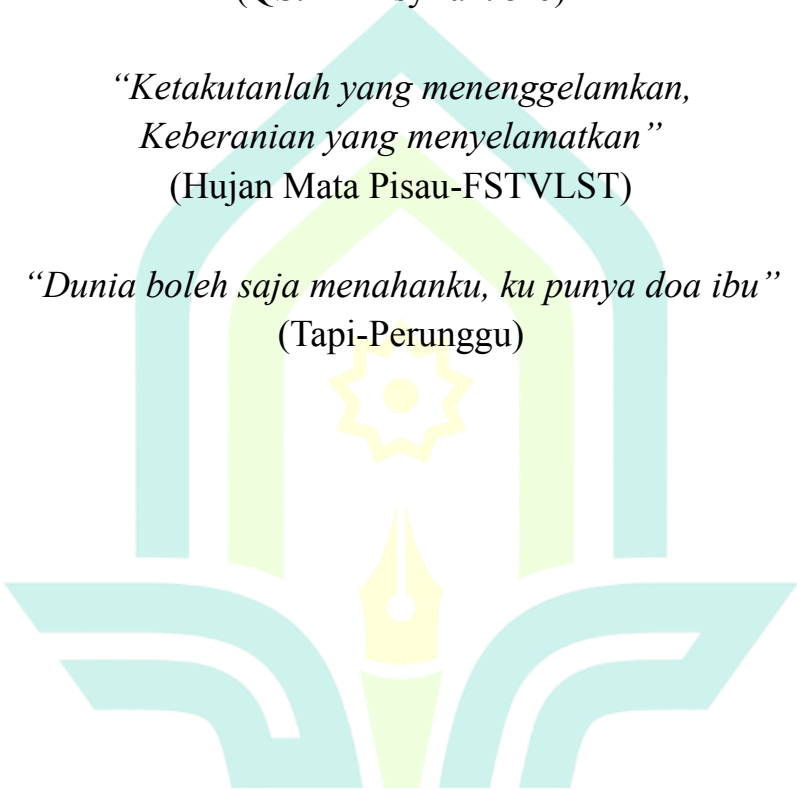 “Ketakutanlah yang menenggelamkan,
Keberanian yang menyelamatkan”
(Hujan Mata Pisau-FSTVLST)
“Dunia boleh saja menahanku, ku punya doa ibu”
(Tapi-Perunggu)